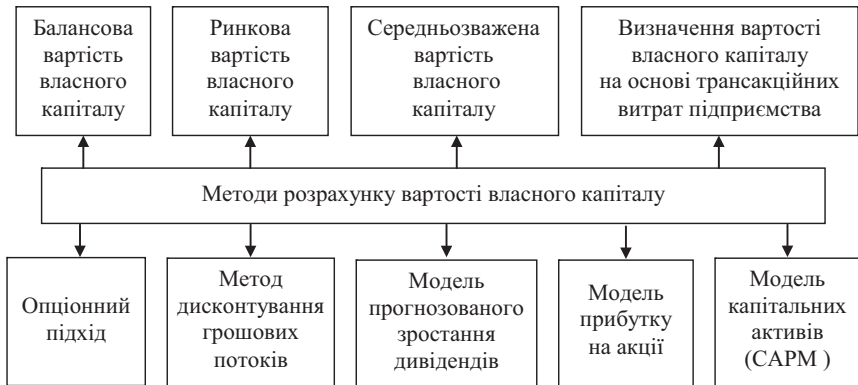 Балансова
вартість
власного
капіталу
Ринкова
вартість
власного
капіталу
Середньозважена
вартість
власного
капіталу
Визначення вартості
власного капіталу
на основі трансакційних
витрат підприємства
Методи розрахунку вартості власного капіталу
Опціонний
підхід
Метод
дисконтування
грошових
потоків
Модель
прогнозованого
зростання
дивідендів
Модель
прибутку
на акції
Модель
капітальних
активів
(САРМ )